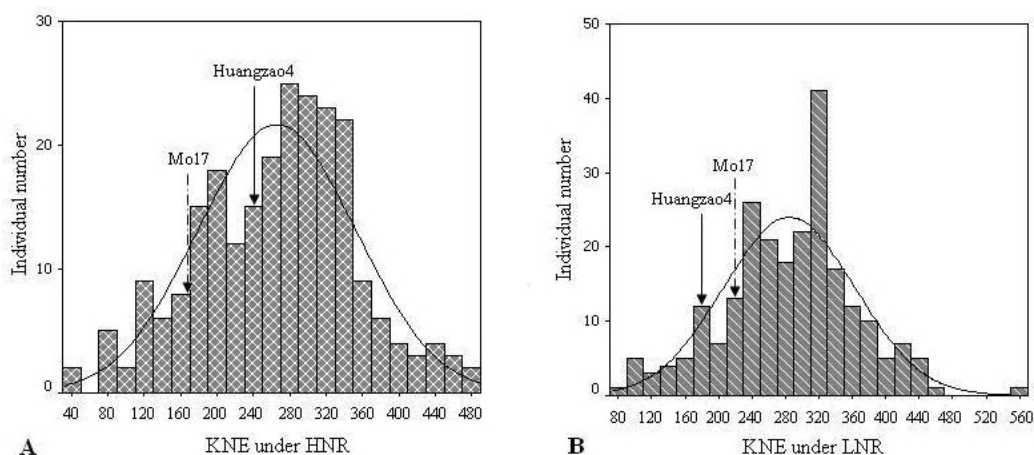 30
20
10
0
Individual number
Mo17
Huangzao4
40 80 120 160 200 240 280 320 360 400 440 480
A
KNE under HNR
50
40
30
20
10
0
Individual number
Huangzao4
Mo17
80 120 160 200 240 280 320 360 400 440 480 520 560
B
KNE under LNR